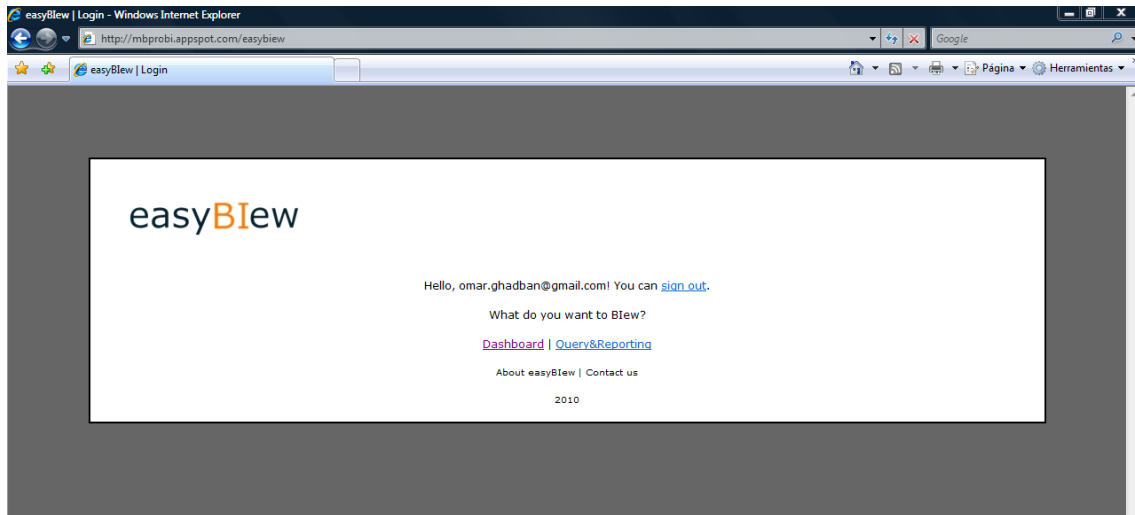 easyBIew | Login - Windows Internet Explorer
http://mbprobi.appspot.com/easybiew
Google
easyBIew | Login
Página
Herramientas
easyBIew
Hello, omar.ghadban@gmail.com! You can sign out.
What do you want to BIew?
Dashboard | Query&Reporting
About easyBIew | Contact us
2010